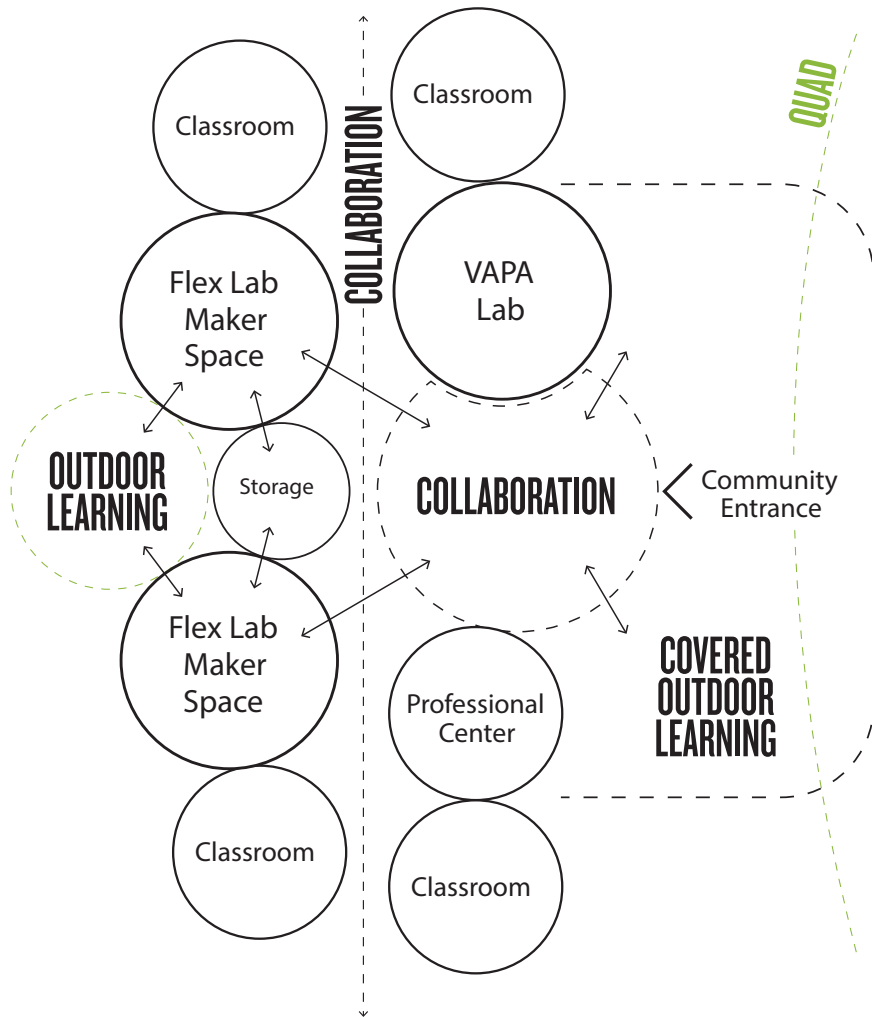 Classroom
COLLABORATION
Classroom
QUAD
Flex Lab
Maker
Space
VAPA
Lab
OUTDOOR
LEARNING
Storage
COLLABORATION
Community
Entrance
Flex Lab
Maker
Space
Professional
Center
COVERED
OUTDOOR
LEARNING
Classroom
Classroom